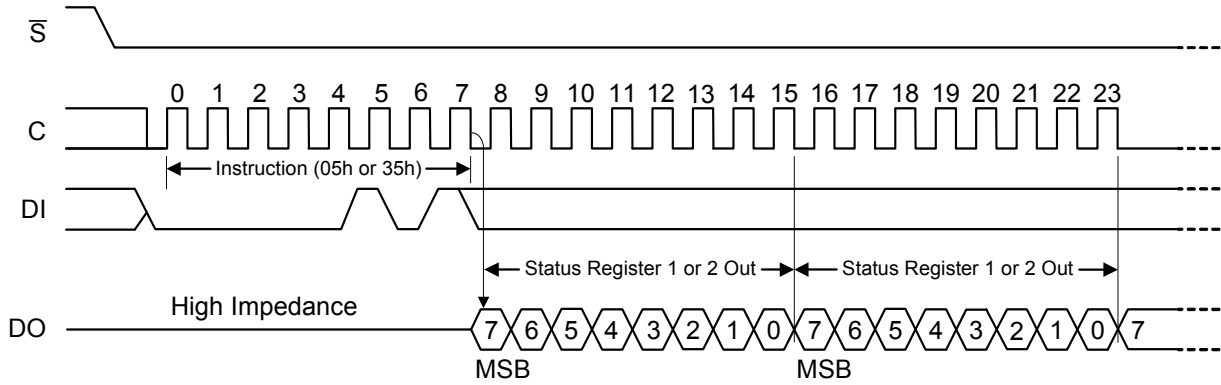 S
0 1 2 3 4 5 6 7 8 9 10 11 12 13 14 15 16 17 18 19 20 21 22 23
C
Instruction (05h or 35h)
DI
Status Register 1 or 2 Out Status Register 1 or 2 Out
High Impedance
DO 7 6 5 4 3 2 1 0 7 6 5 4 3 2 1 0 7
MSB MSB